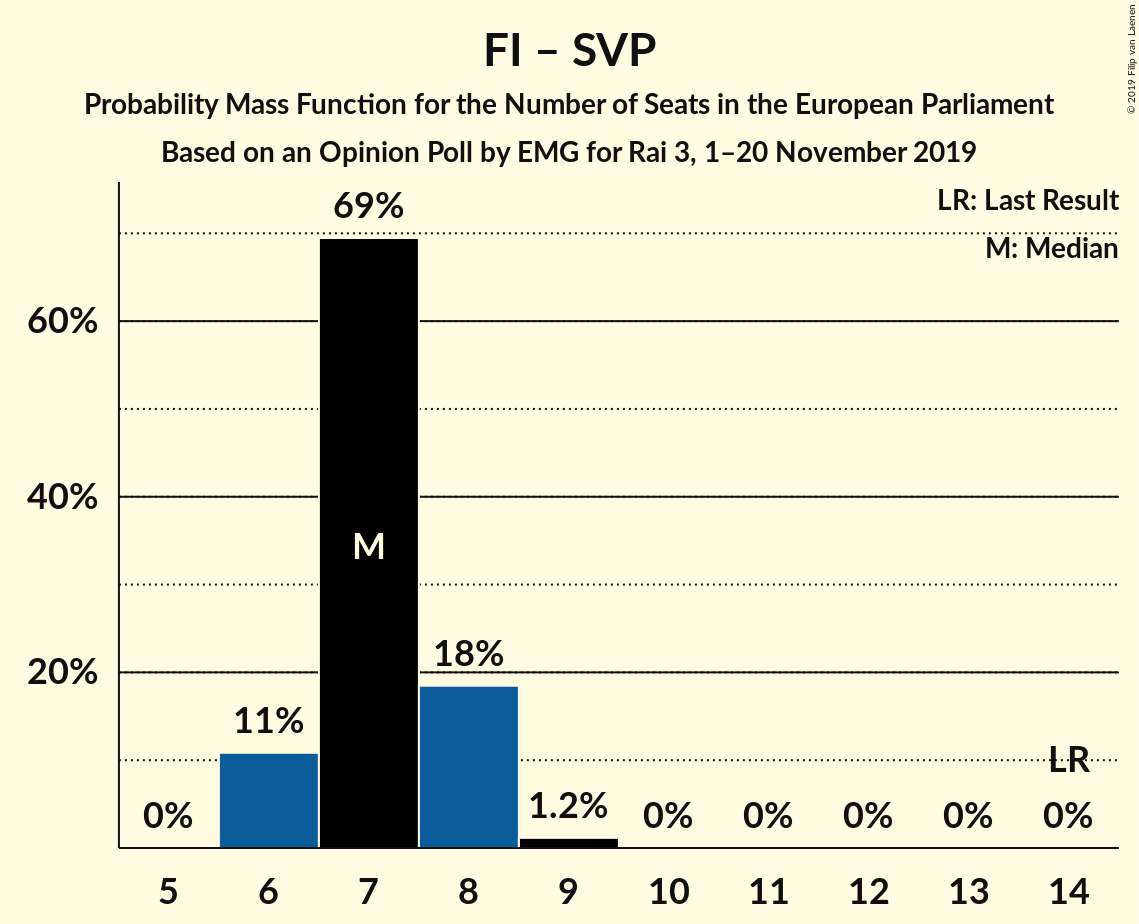 FI – SVP
Probability Mass Function for the Number of Seats in the European Parliament
Based on an Opinion Poll by EMG for Rai 3, 1–20 November 2019
© 2019 Filip van Laenen
LR: Last Result
M: Median
69%
60%
40%
M
20%
18%
11%
LR
0%
1.2%
0%
0%
0%
0%
0%
5
6
7
8
9
10
11
12
13
14